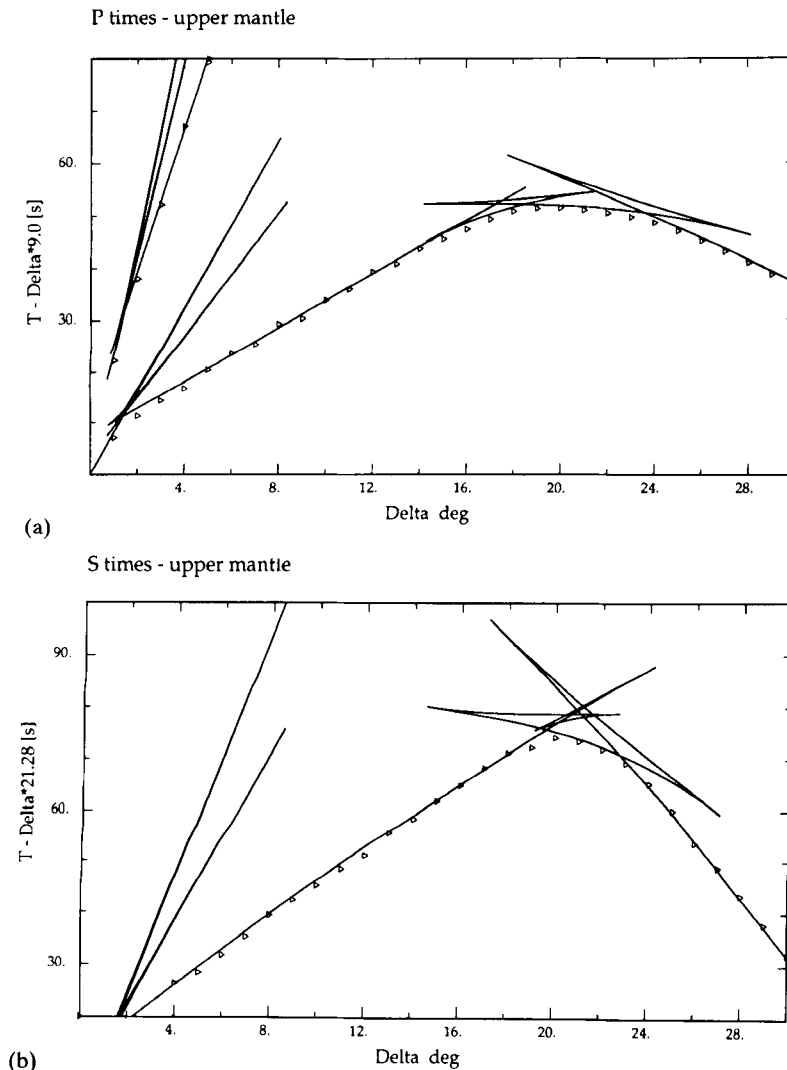 P times - upper mantle
T - Delta*9.0 [s]
60.
30.
4. 8. 12. 16. 20. 24. 28.
Delta deg
(a)
S times - upper mantle
T - Delta*21.28 [s]
90.
60.
30.
4. 8. 12. 16. 20. 24. 28.
Delta deg
(b)